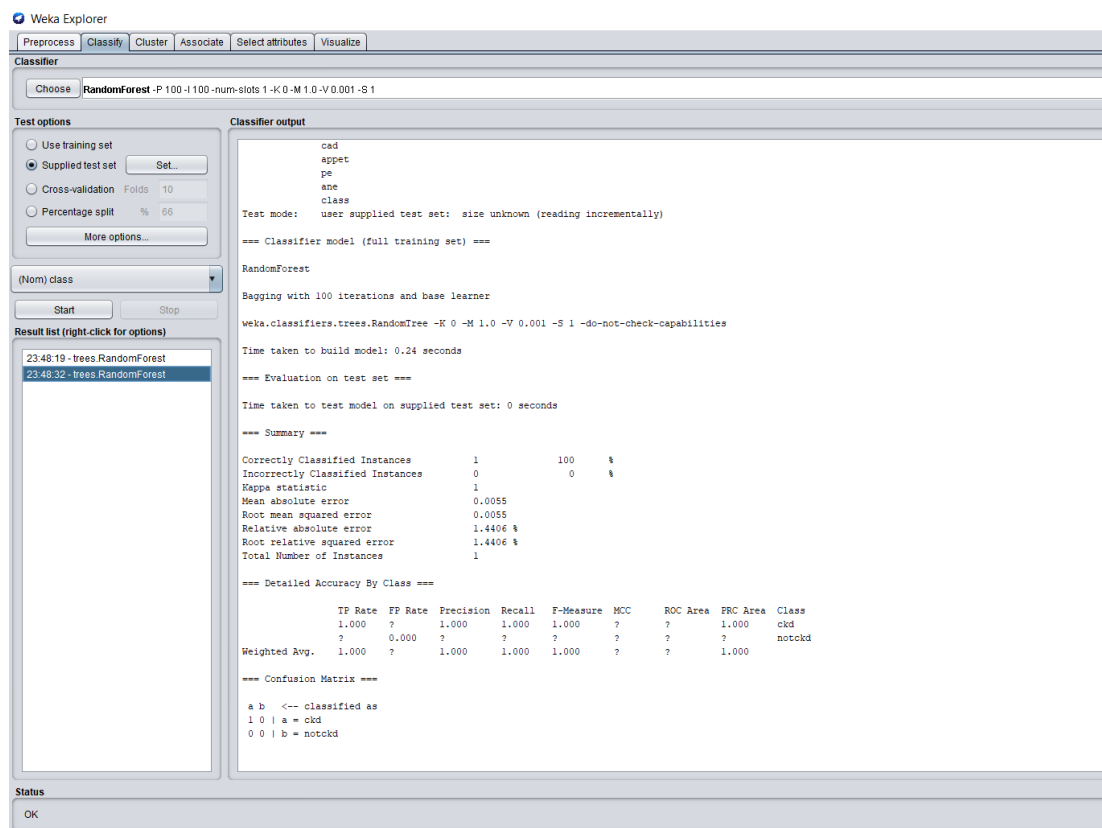 Weka Explorer
Preprocess Classify Cluster Associate Select attributes Visualize
Classifier
Choose RandomForest -P 100 -I 100 -num-slots 1 -K 0 -M 1.0 -V 0.001 -S 1
Test options
Use training set
Supplied test set Set...
Cross-validation Folds 10
Percentage split % 66
More options...
(Nom) class
Start Stop
Result list (right-click for options)
23:48:19 - trees.RandomForest
23:48:32 - trees.RandomForest
Classifier output
cad
appet
pe
ane
class
Test mode: user supplied test set: size unknown (reading incrementally)
=== Classifier model (full training set) ===
RandomForest
Bagging with 100 iterations and base learner
weka.classifiers.trees.RandomTree -K 0 -M 1.0 -V 0.001 -S 1 -do-not-check-capabilities
Time taken to build model: 0.24 seconds
=== Evaluation on test set ===
Time taken to test model on supplied test set: 0 seconds
=== Summary ===
Correctly Classified Instances 1 100 %
Incorrectly Classified Instances 0 0 %
Kappa statistic 1
Mean absolute error 0.0055
Root mean squared error 0.0055
Relative absolute error 1.4406 %
Root relative squared error 1.4406 %
Total Number of Instances 1
=== Detailed Accuracy By Class ===
TP Rate FP Rate Precision Recall F-Measure MCC ROC Area PRC Area Class
1.000 ? 1.000 1.000 1.000 ? ? 1.000 ckd
? 0.000 ? ? ? ? ? ? notckd
Weighted Avg. 1.000 ? 1.000 1.000 1.000 ? ? 1.000
=== Confusion Matrix ===
a b <-- classified as
1 0 | a = ckd
0 0 | b = notckd
Status
OK